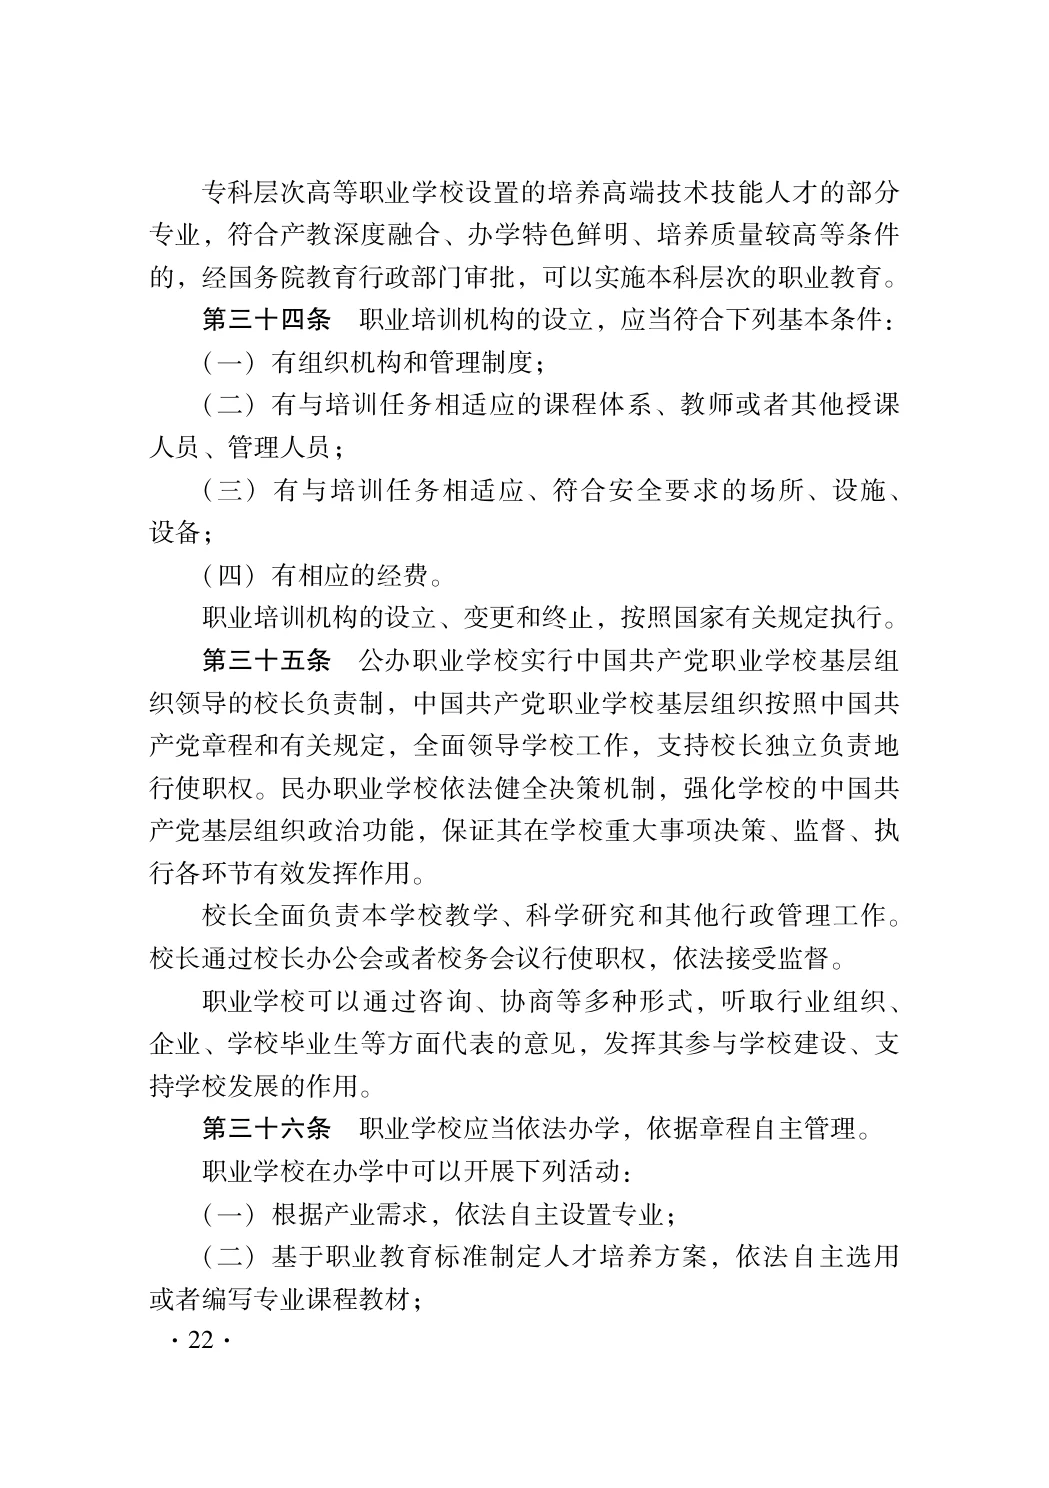 专科层次高等职业学校设置的培养高端技术技能人才的部分
专业，符合产教深度融合、办学特色鲜明、培养质量较高等条件
的，经国务院教育行政部门审批，可以实施本科层次的职业教育。
第三十四条　职业培训机构的设立，应当符合下列基本条件：
（一）有组织机构和管理制度；
（二）有与培训任务相适应的课程体系、教师或者其他授课
人员、管理人员；
（三）有与培训任务相适应、符合安全要求的场所、设施、
设备；
（四）有相应的经费。
职业培训机构的设立、变更和终止，按照国家有关规定执行。
第三十五条　公办职业学校实行中国共产党职业学校基层组
织领导的校长负责制，中国共产党职业学校基层组织按照中国共
产党章程和有关规定，全面领导学校工作，支持校长独立负责地
行使职权。民办职业学校依法健全决策机制，强化学校的中国共
产党基层组织政治功能，保证其在学校重大事项决策、监督、执
行各环节有效发挥作用。
校长全面负责本学校教学、科学研究和其他行政管理工作。
校长通过校长办公会或者校务会议行使职权，依法接受监督。
职业学校可以通过咨询、协商等多种形式，听取行业组织、
企业、学校毕业生等方面代表的意见，发挥其参与学校建设、支
持学校发展的作用。
第三十六条　职业学校应当依法办学，依据章程自主管理。
职业学校在办学中可以开展下列活动：
（一）根据产业需求，依法自主设置专业；
（二）基于职业教育标准制定人才培养方案，依法自主选用
或者编写专业课程教材；
·22·